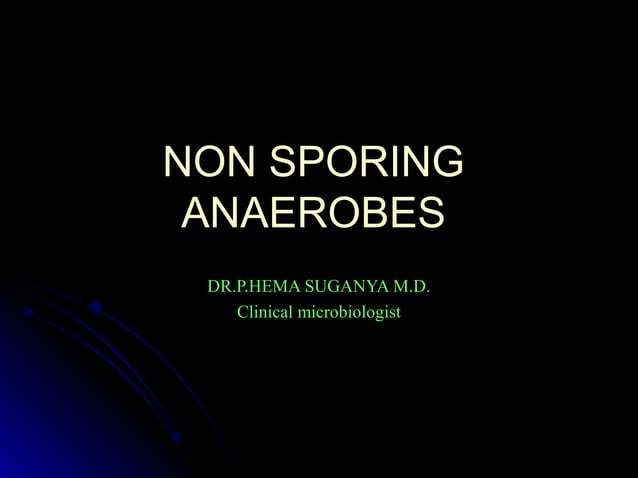 NON SPORING
ANAEROBES
DR.P.HEMA SUGANYA M.D.
Clinical microbiologist